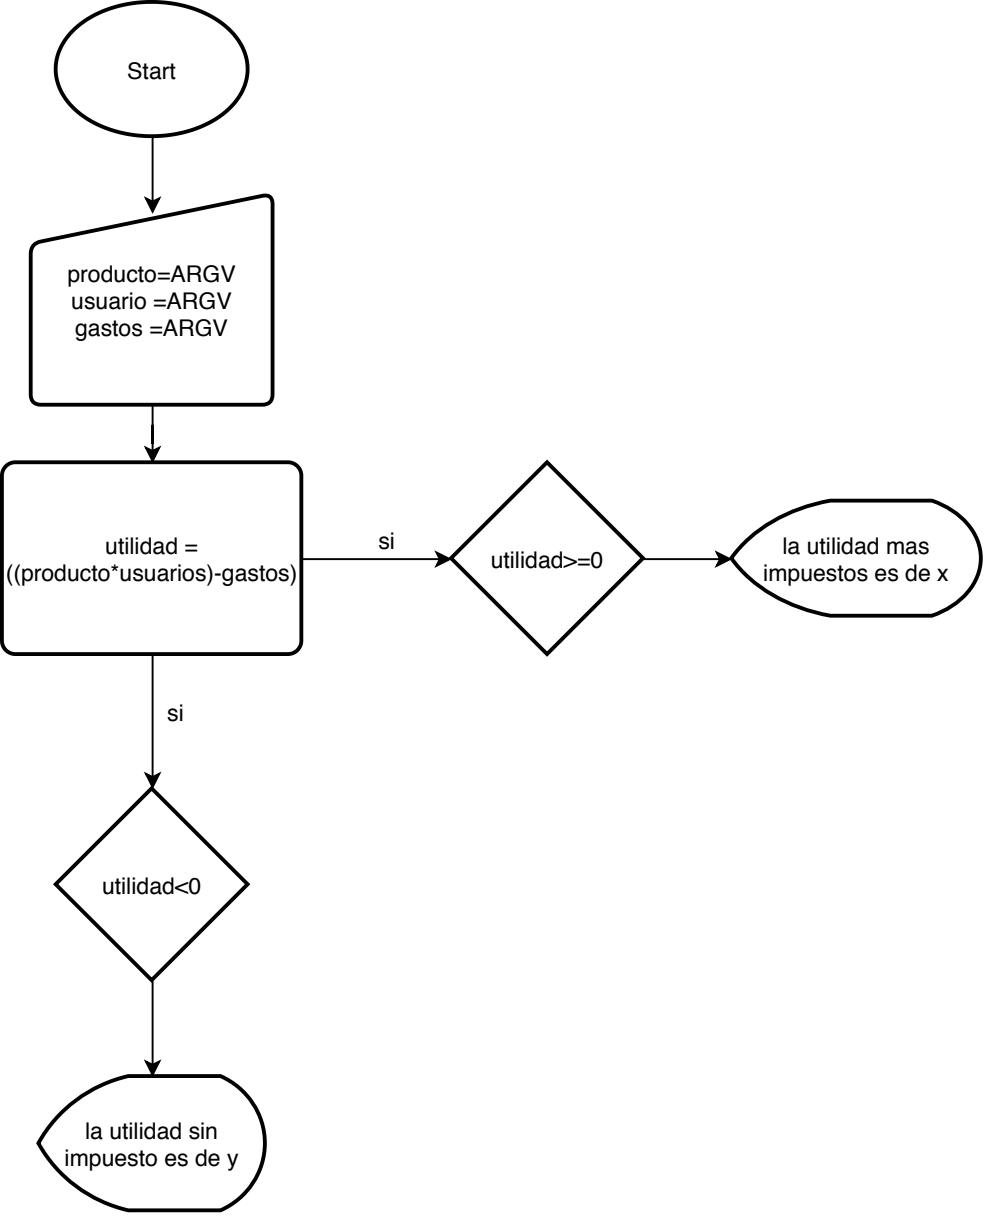 Start
producto=ARGV
usuario =ARGV
gastos =ARGV
utilidad =
((producto*usuarios)-gastos)
si
utilidad>=0
la utilidad mas
impuestos es de x
si
utilidad<0
la utilidad sin
impuesto es de y